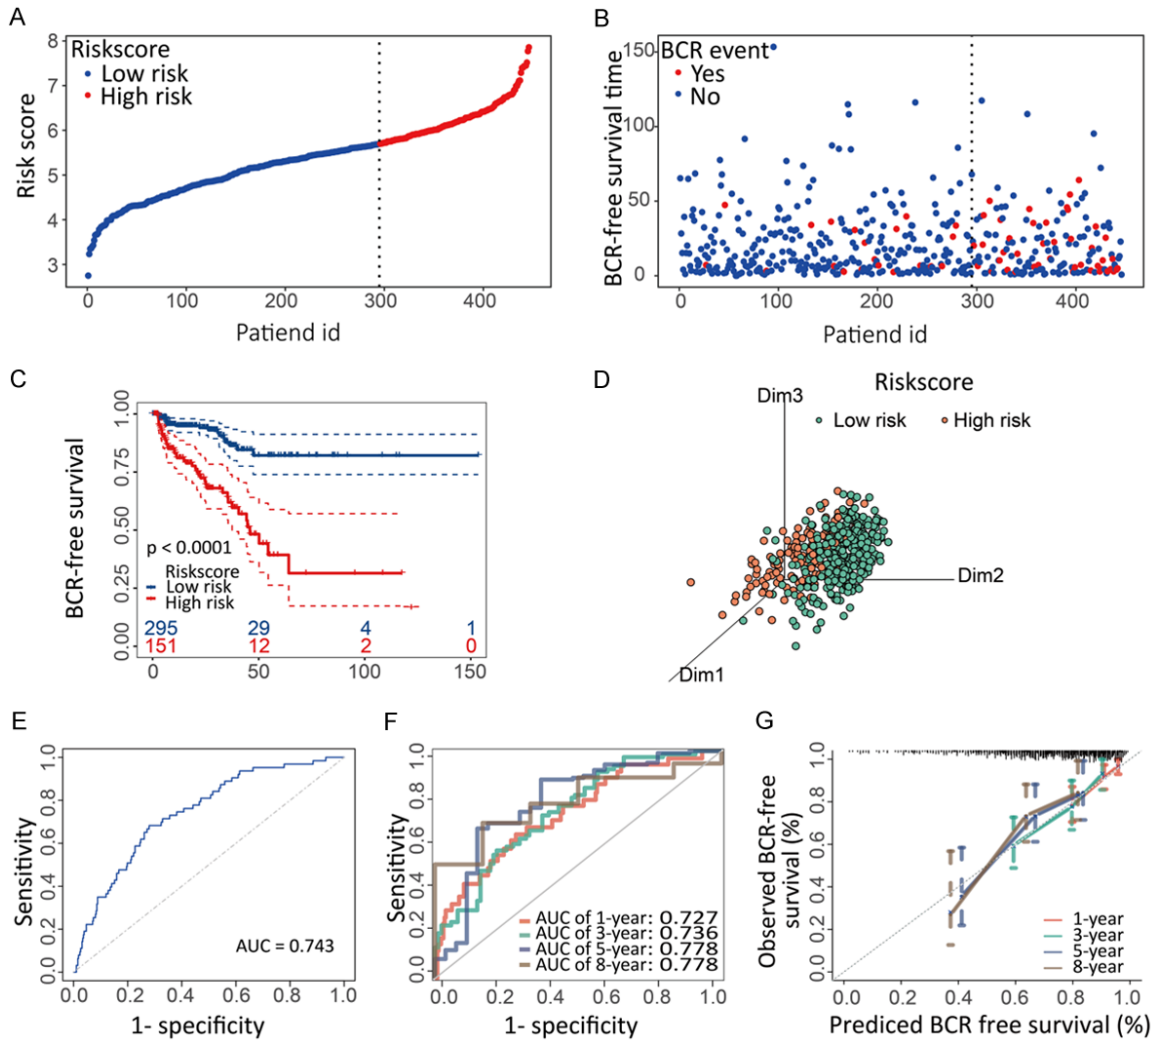 A
Riskscore
Low risk
High risk
Risk score
8
7
6
5
4
3
0 100 200 300 400
Patiend id
B
BCR event
Yes
No
BCR-free survival time
150
100
50
0
0 100 200 300 400
Patiend id
C
BCR-free survival
1.00
0.75
0.50
0.25
0.00
p < 0.0001
Riskscore
Low risk
High risk
295 29 4 1
151 12 2 0
0 50 100 150
D
Riskscore
Low risk High risk
Dim3
Dim2
Dim1
E
Sensitivity
1.0
0.8
0.6
0.4
0.2
0.0
AUC = 0.743
0.0 0.2 0.4 0.6 0.8 1.0
1- specificity
F
Sensitivity
1.0
0.8
0.6
0.4
0.2
0.0
AUC of 1-year: 0.727
AUC of 3-year: 0.736
AUC of 5-year: 0.778
AUC of 8-year: 0.778
0.0 0.2 0.4 0.6 0.8 1.0
1- specificity
G
Observed BCR-free
survival (%)
1.0
0.8
0.6
0.4
0.2
0.0
1-year
3-year
5-year
8-year
0.0 0.2 0.4 0.6 0.8 1.0
Prediced BCR free survival (%)